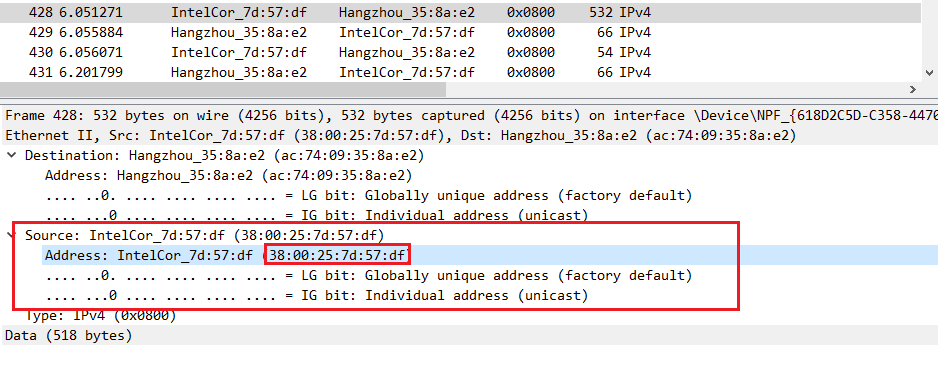 428 6.051271 IntelCor_7d:57:df Hangzhou_35:8a:e2 0x0800 532 IPv4
429 6.055884 Hangzhou_35:8a:e2 IntelCor_7d:57:df 0x0800 66 IPv4
430 6.056071 Hangzhou_35:8a:e2 IntelCor_7d:57:df 0x0800 54 IPv4
431 6.201799 Hangzhou_35:8a:e2 IntelCor_7d:57:df 0x0800 66 IPv4
Frame 428: 532 bytes on wire (4256 bits), 532 bytes captured (4256 bits) on interface \Device\NPF_{618D2C5D-C358-4470
Ethernet II, Src: IntelCor_7d:57:df (38:00:25:7d:57:df), Dst: Hangzhou_35:8a:e2 (ac:74:09:35:8a:e2)
Destination: Hangzhou_35:8a:e2 (ac:74:09:35:8a:e2)
Address: Hangzhou_35:8a:e2 (ac:74:09:35:8a:e2)
.... ..0. .... .... .... .... = LG bit: Globally unique address (factory default)
.... ...0 .... .... .... .... = IG bit: Individual address (unicast)
Source: IntelCor_7d:57:df (38:00:25:7d:57:df)
Address: IntelCor_7d:57:df (38:00:25:7d:57:df)
.... ..0. .... .... .... .... = LG bit: Globally unique address (factory default)
.... ...0 .... .... .... .... = IG bit: Individual address (unicast)
Type: IPv4 (0x0800)
Data (518 bytes)